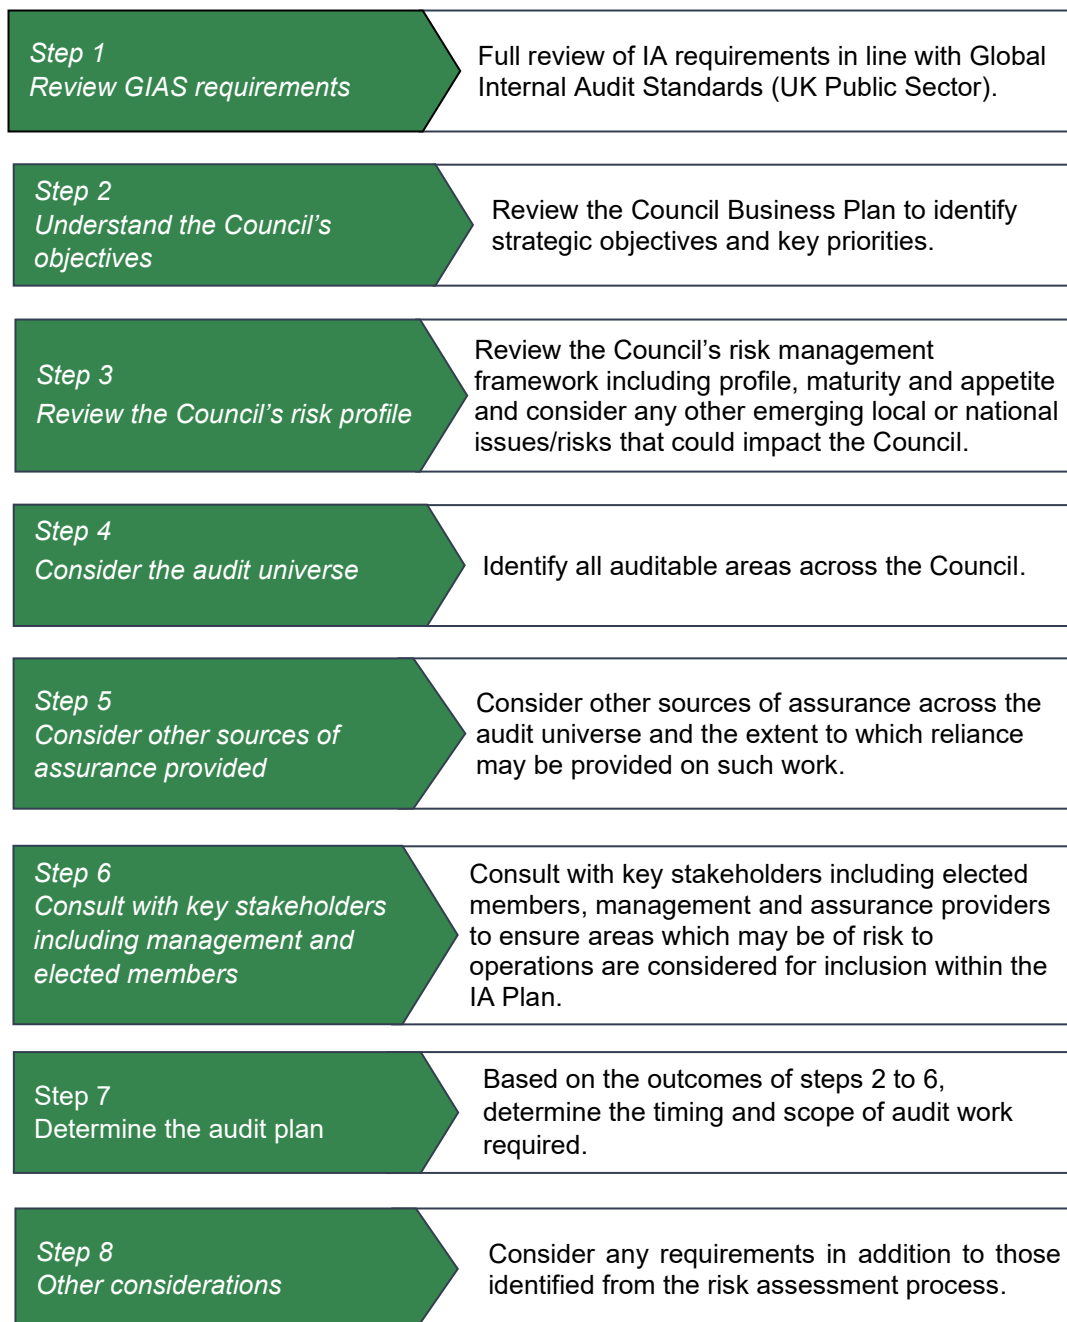 Step 1
Review GIAS requirements
Full review of IA requirements in line with Global
Internal Audit Standards (UK Public Sector).
Step 2
Understand the Council’s
objectives
Review the Council Business Plan to identify
strategic objectives and key priorities.
Step 3
Review the Council’s risk profile
Review the Council’s risk management
framework including profile, maturity and appetite
and consider any other emerging local or national
issues/risks that could impact the Council.
Step 4
Consider the audit universe
Identify all auditable areas across the Council.
Step 5
Consider other sources of
assurance provided
Consider other sources of assurance across the
audit universe and the extent to which reliance
may be provided on such work.
Step 6
Consult with key stakeholders
including management and
elected members
Consult with key stakeholders including elected
members, management and assurance providers
to ensure areas which may be of risk to
operations are considered for inclusion within the
IA Plan.
Step 7
Determine the audit plan
Based on the outcomes of steps 2 to 6,
determine the timing and scope of audit work
required.
Step 8
Other considerations
Consider any requirements in addition to those
identified from the risk assessment process.